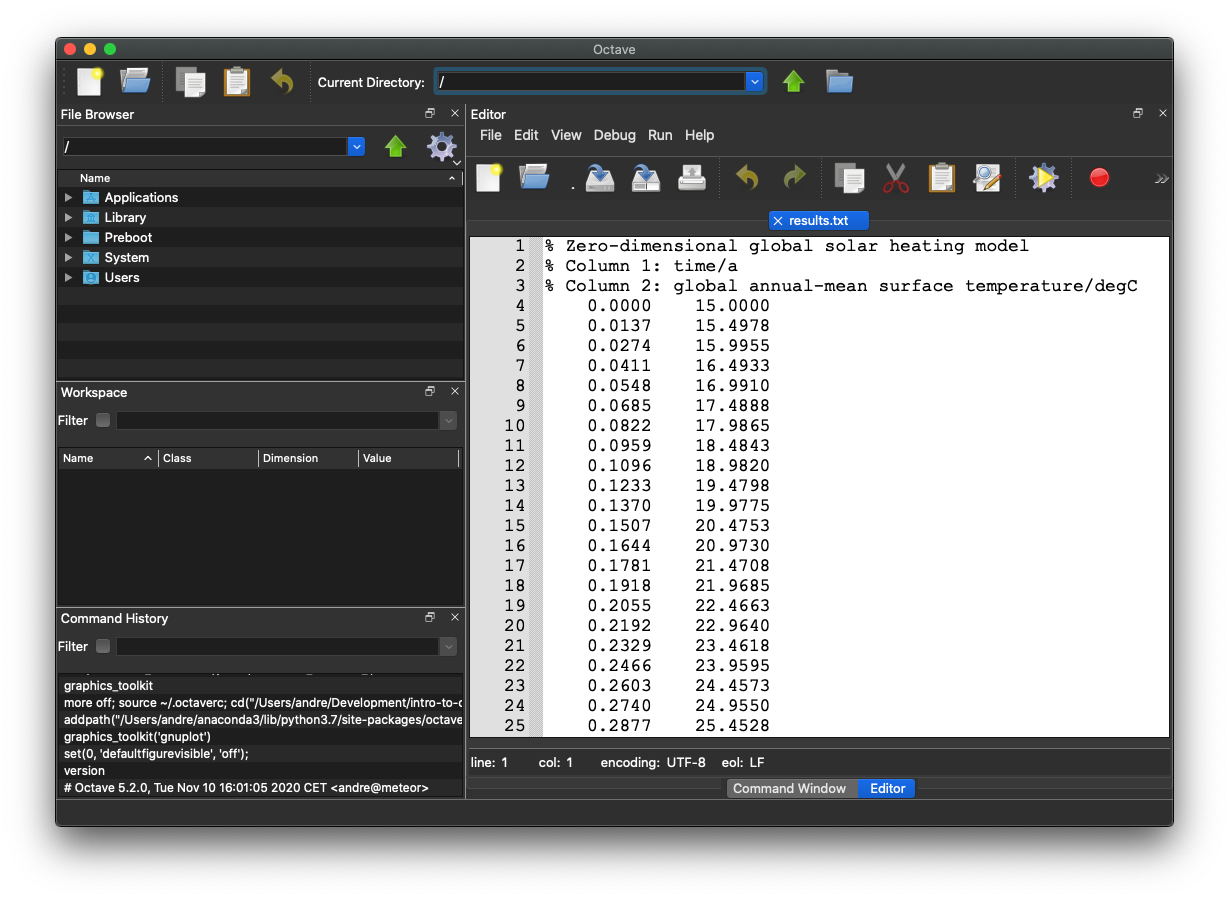 Octave
Current Directory: /
File Browser
/
Name
Applications
Library
Preboot
System
Users
Workspace
Filter
Name Class Dimension Value
Command History
Filter
graphics_toolkit
more off; source ~/.octaverc; cd("/Users/andre/Development/intro-to-
addpath("/Users/andre/anaconda3/lib/python3.7/site-packages/octave
graphics_toolkit('gnuplot')
set(0, 'defaultfigurevisible', 'off');
version
# Octave 5.2.0, Tue Nov 10 16:01:05 2020 CET <andre@meteor>
Editor
File Edit View Debug Run Help
results.txt
1 % Zero-dimensional global solar heating model
2 % Column 1: time/a
3 % Column 2: global annual-mean surface temperature/degC
4 0.0000 15.0000
5 0.0137 15.4978
6 0.0274 15.9955
7 0.0411 16.4933
8 0.0548 16.9910
9 0.0685 17.4888
10 0.0822 17.9865
11 0.0959 18.4843
12 0.1096 18.9820
13 0.1233 19.4798
14 0.1370 19.9775
15 0.1507 20.4753
16 0.1644 20.9730
17 0.1781 21.4708
18 0.1918 21.9685
19 0.2055 22.4663
20 0.2192 22.9640
21 0.2329 23.4618
22 0.2466 23.9595
23 0.2603 24.4573
24 0.2740 24.9550
25 0.2877 25.4528
line: 1 col: 1 encoding: UTF-8 eol: LF
Command Window Editor